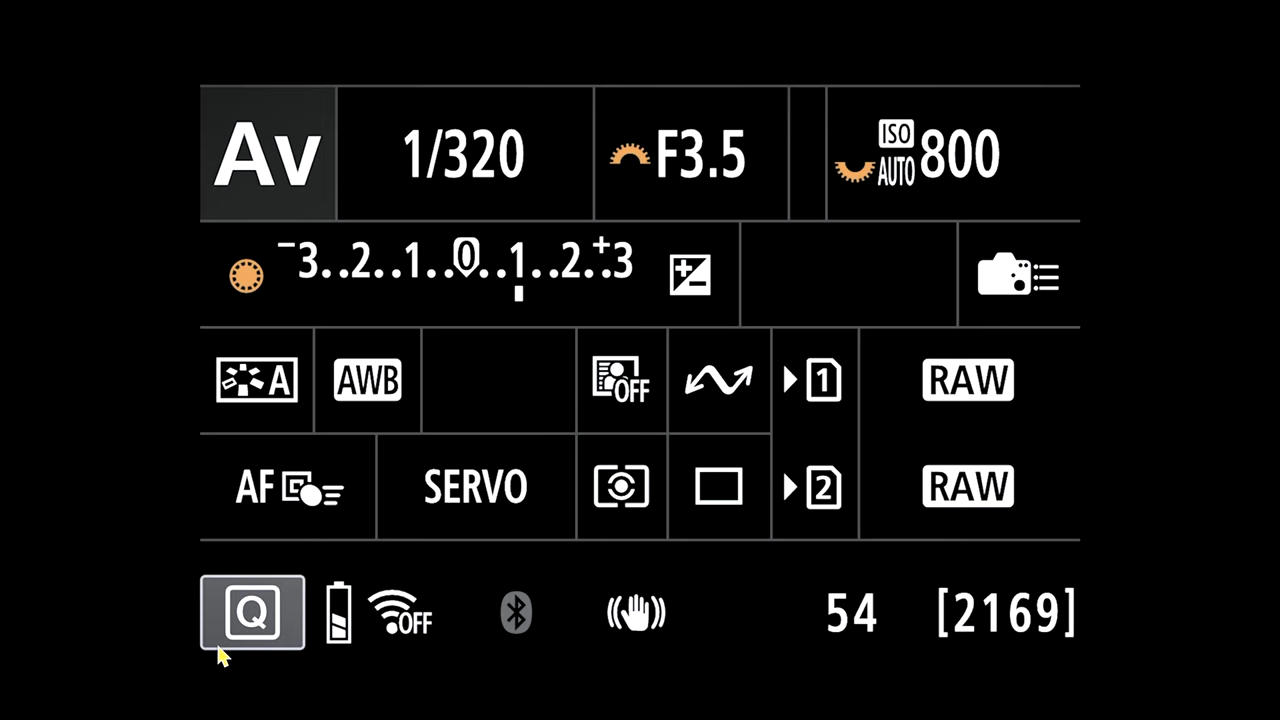 Av 1/320 F3.5 ISO AUTO 800
-3..2..1..0..1..2..+3
A AWB OFF 1 RAW
AF SERVO 2 RAW
Q OFF 54 [2169]